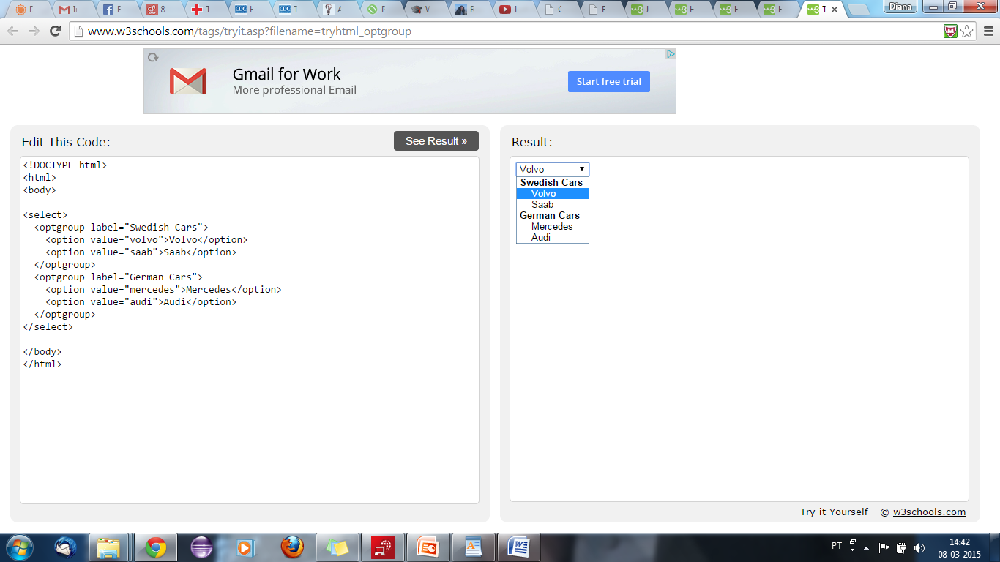 Diana
www.w3schools.com/tags/tryit.asp?filename=tryhtml_optgroup
Gmail for Work
More professional Email
Start free trial
Edit This Code:
See Result »
<!DOCTYPE html>
<html>
<body>
<select>
<optgroup label="Swedish Cars">
<option value="volvo">Volvo</option>
<option value="saab">Saab</option>
</optgroup>
<optgroup label="German Cars">
<option value="mercedes">Mercedes</option>
<option value="audi">Audi</option>
</optgroup>
</select>
</body>
</html>
Result:
Volvo
Swedish Cars
Volvo
Saab
German Cars
Mercedes
Audi
Try it Yourself - © w3schools.com
PT
14:42
08-03-2015